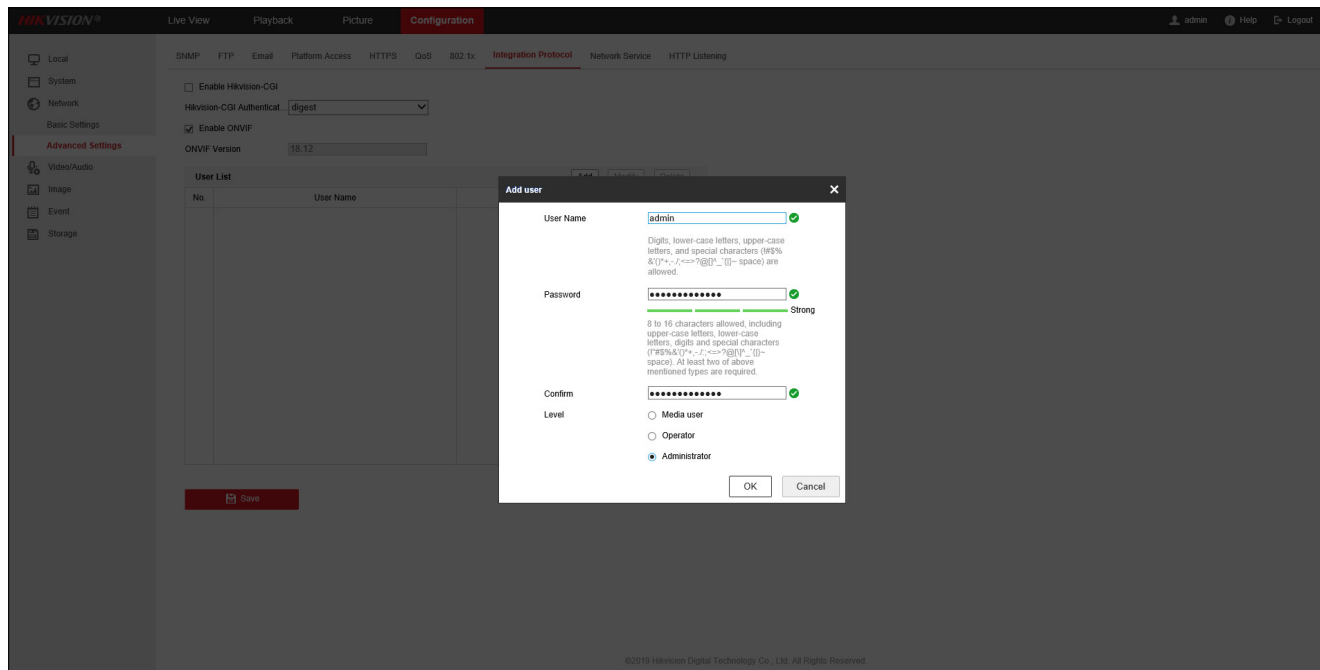 HIKVISION®
Live View Playback Picture Configuration
admin Help Logout
Local
System
Network
Basic Settings
Advanced Settings
Video/Audio
Image
Event
Storage
SNMP FTP Email Platform Access HTTPS QoS 802.1x Integration Protocol Network Service HTTP Listening
Enable Hikvision-CGI
Hikvision-CGI Authenticat... digest
Enable ONVIF
ONVIF Version 18.12
User List Add Modify Delete
No. User Name
Save
Add user
User Name admin
Digits, lower-case letters, upper-case
letters, and special characters (!#$%
&'()*+,-./;<=>?@[]^_`{|}~ space) are
allowed.
Password •••••••••••••
Strong
8 to 16 characters allowed, including
upper-case letters, lower-case
letters, digits and special characters
(!"#$%&'()*+,-./:;<=>?@[\]^_`{|}~
space). At least two of above
mentioned types are required.
Confirm •••••••••••••
Level Media user
Operator
Administrator
OK Cancel
©2019 Hikvision Digital Technology Co., Ltd. All Rights Reserved.